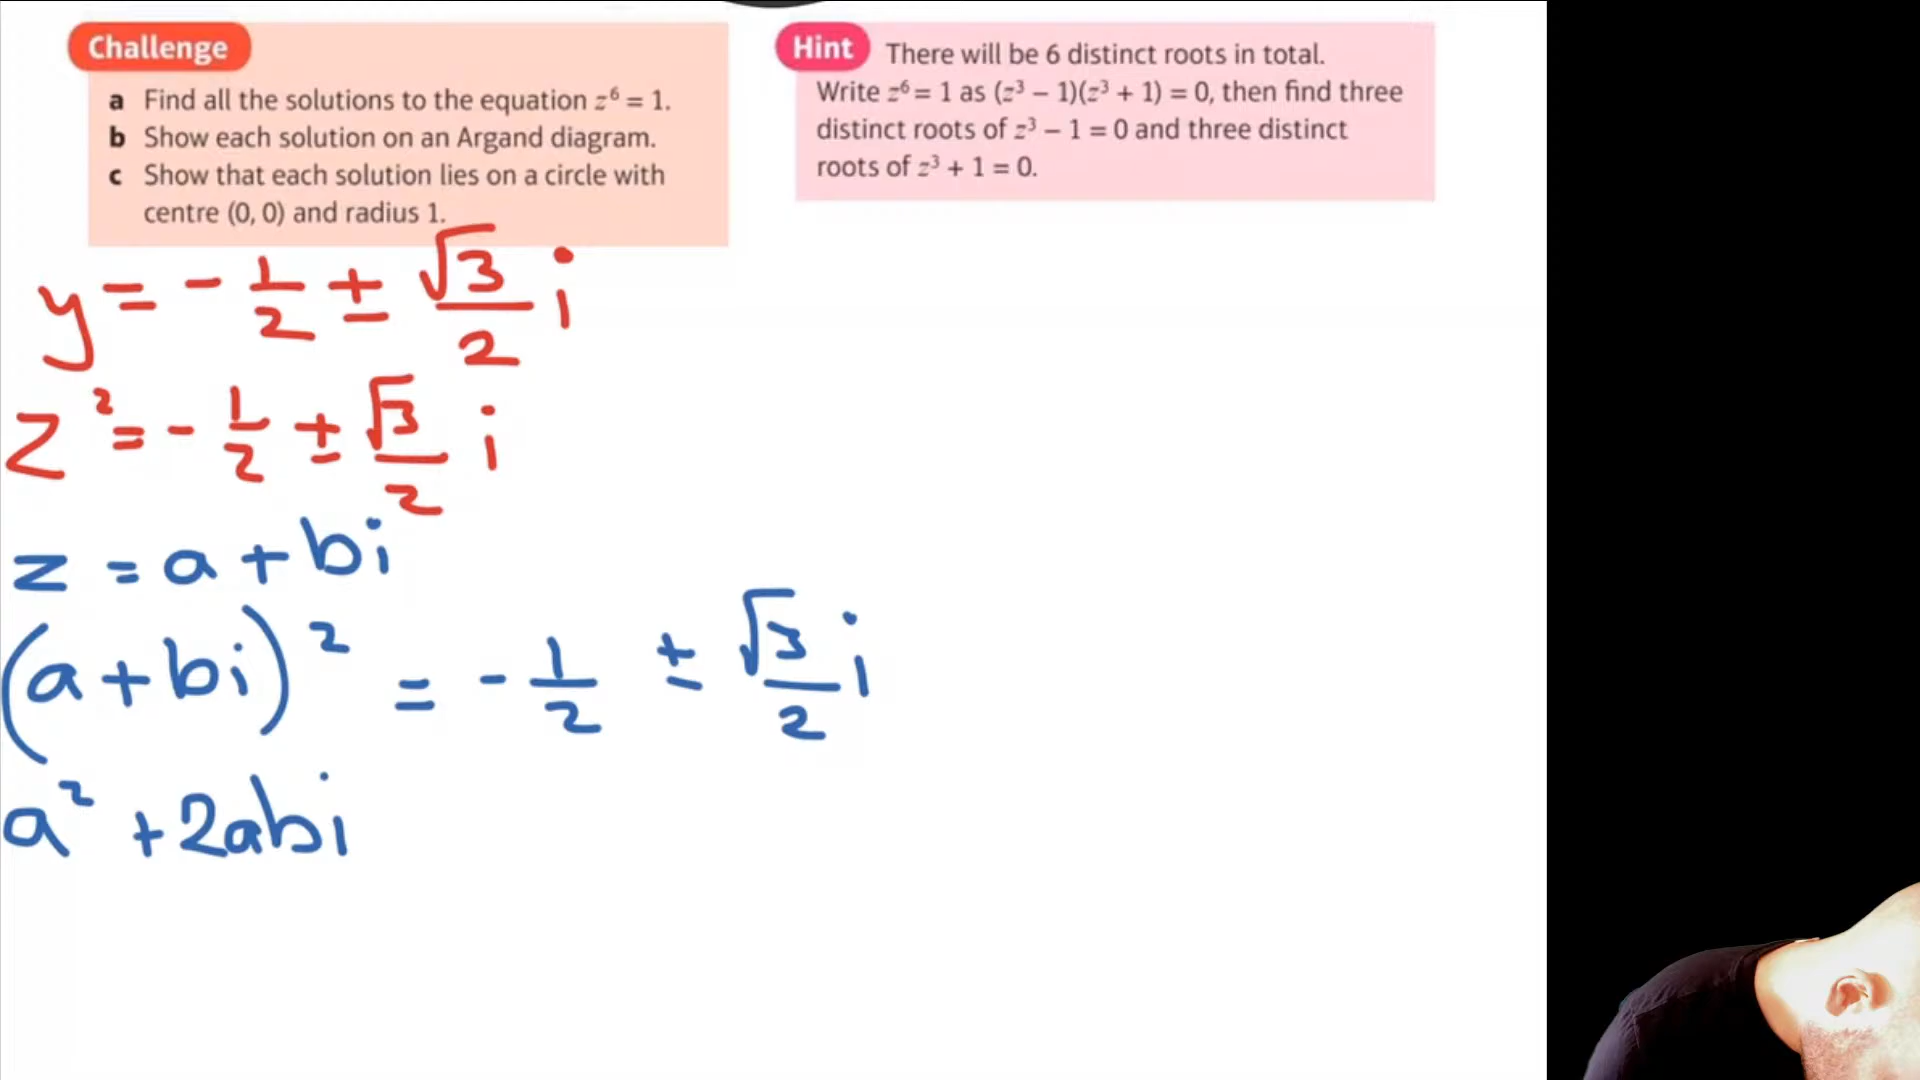 Challenge
a Find all the solutions to the equation z⁶ = 1.
b Show each solution on an Argand diagram.
c Show that each solution lies on a circle with
centre (0, 0) and radius 1.
Hint There will be 6 distinct roots in total.
Write z⁶ = 1 as (z³ − 1)(z³ + 1) = 0, then find three
distinct roots of z³ − 1 = 0 and three distinct
roots of z³ + 1 = 0.
y = - 1/2 ± √3/2 i
z² = - 1/2 ± √3/2 i
z = a + bi
(a + bi)² = - 1/2 ± √3/2 i
a² + 2abi